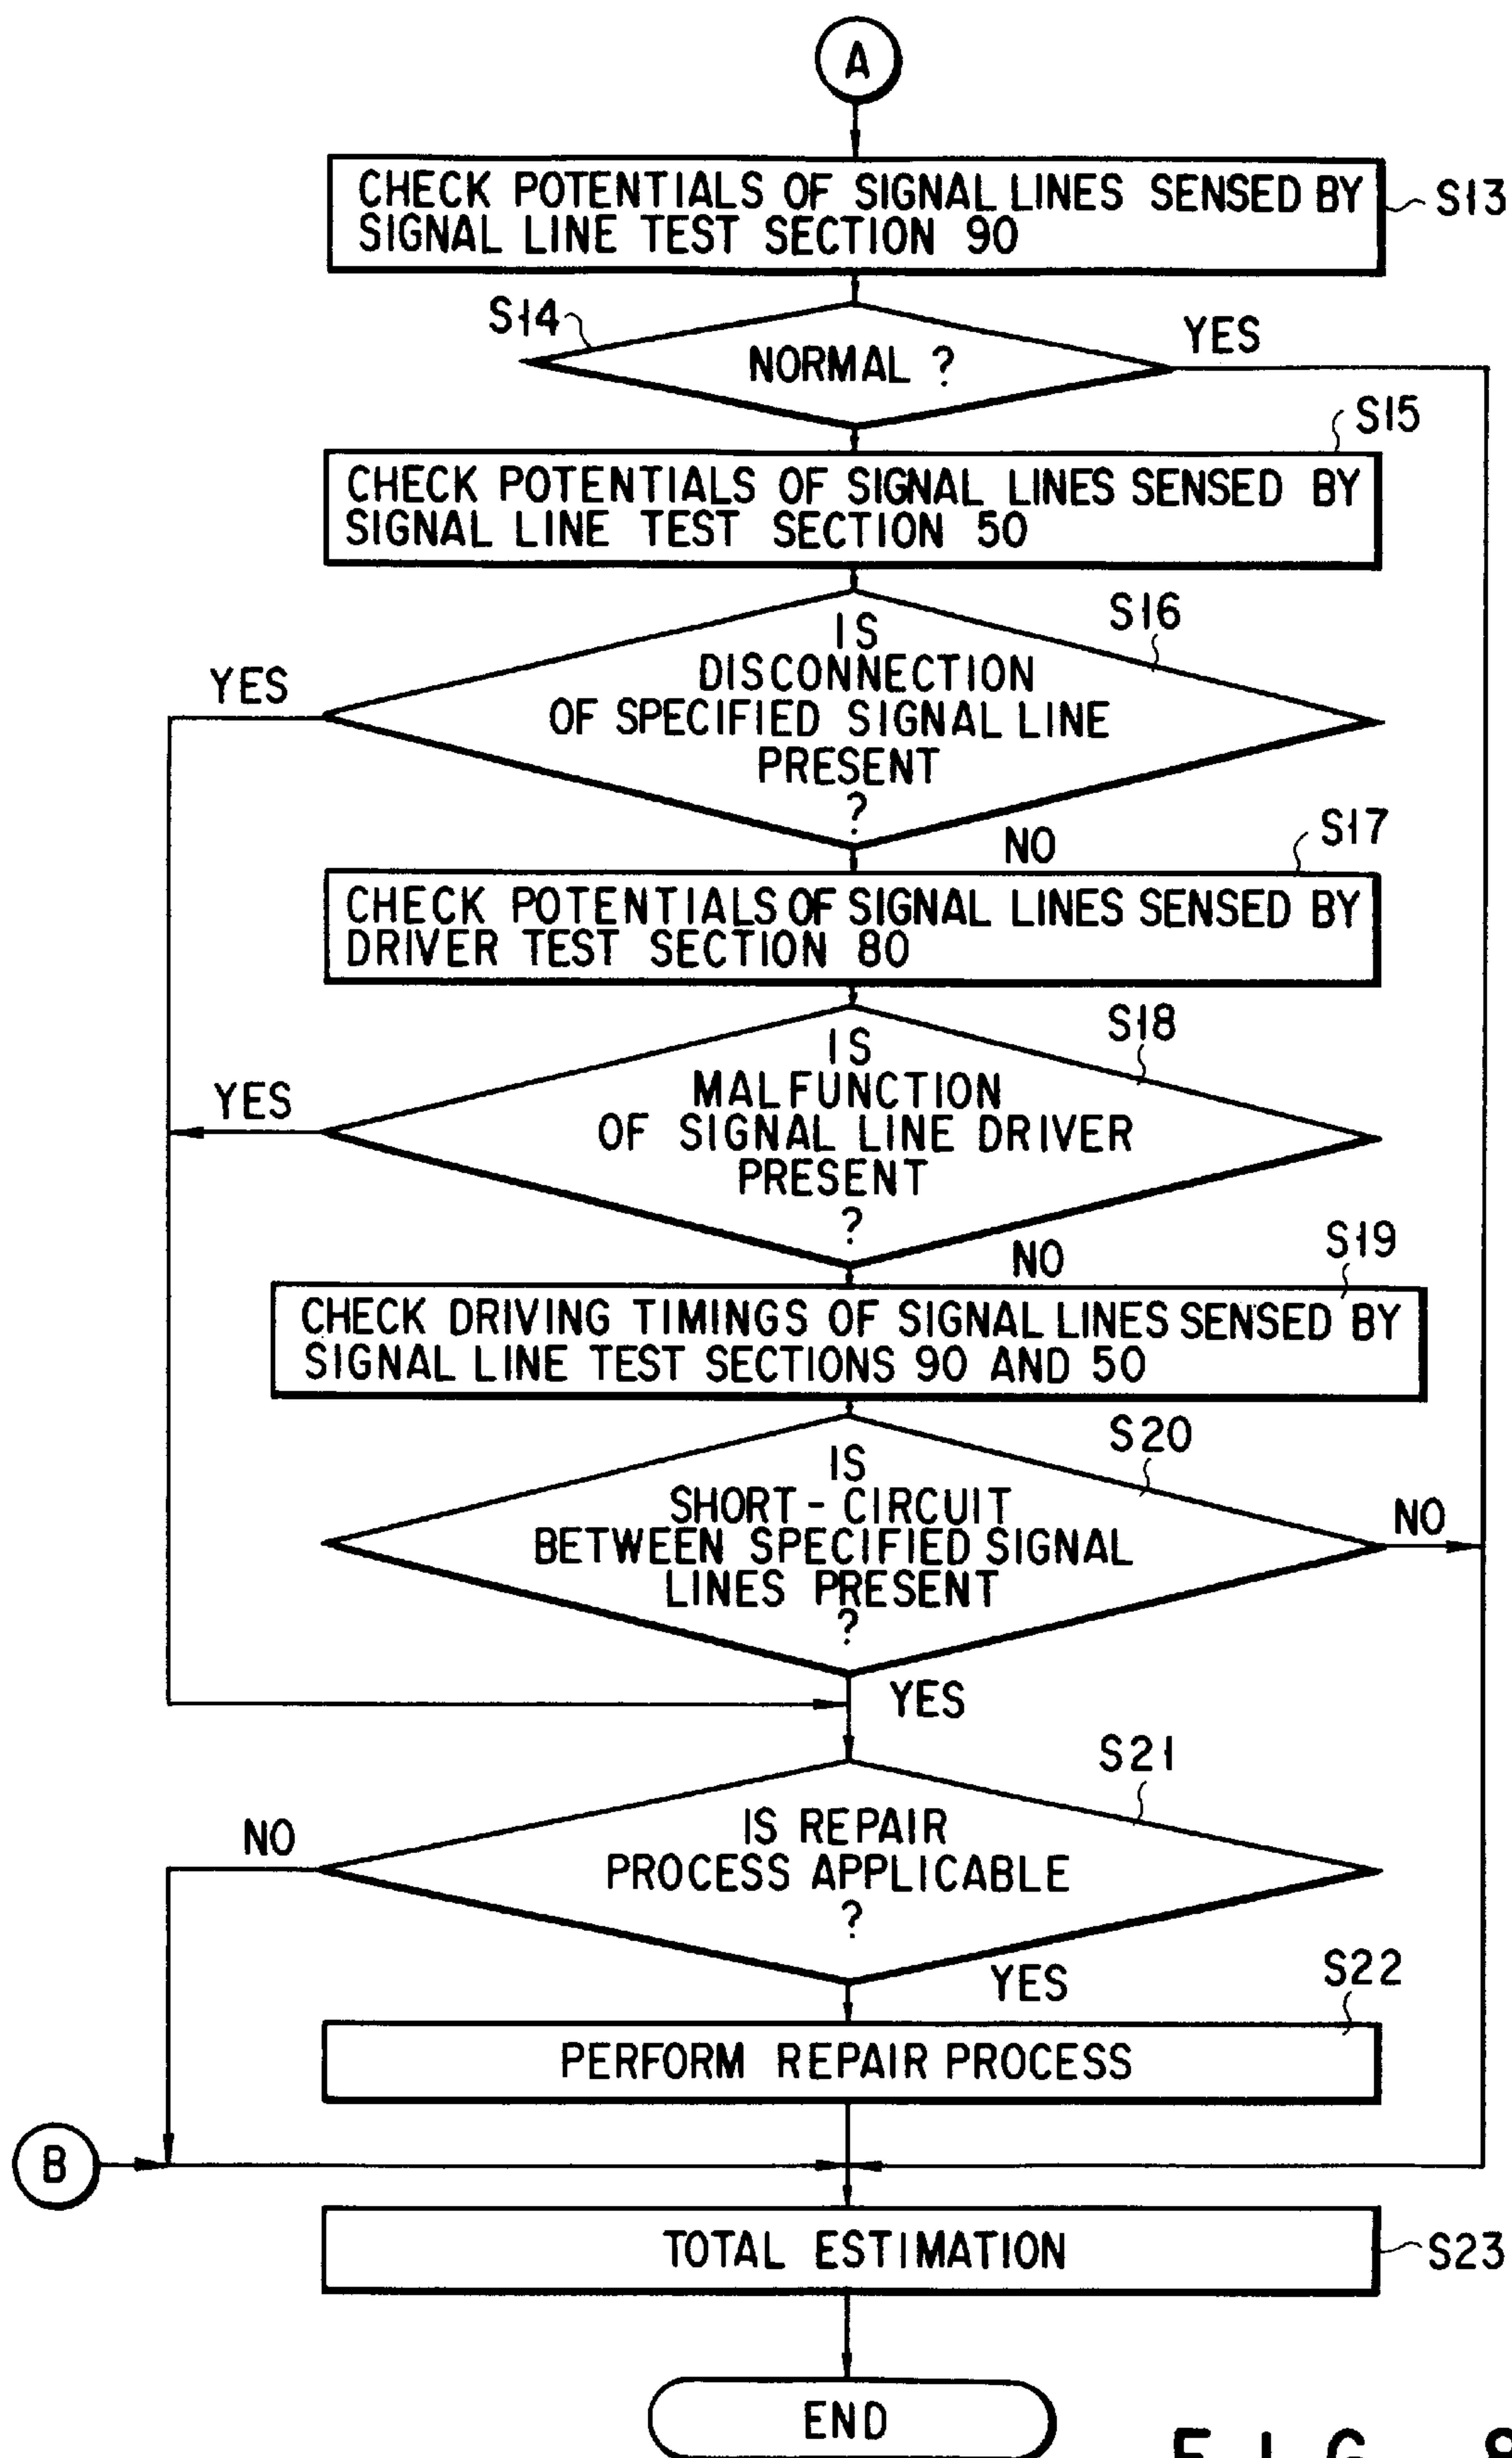 A
CHECK POTENTIALS OF SIGNAL LINES SENSED BY
SIGNAL LINE TEST SECTION 90
S13
S14
NORMAL ?
YES
S15
CHECK POTENTIALS OF SIGNAL LINES SENSED BY
SIGNAL LINE TEST SECTION 50
S16
IS
DISCONNECTION
OF SPECIFIED SIGNAL LINE
PRESENT
?
YES
NO
S17
CHECK POTENTIALS OF SIGNAL LINES SENSED BY
DRIVER TEST SECTION 80
S18
IS
MALFUNCTION
OF SIGNAL LINE DRIVER
PRESENT
?
YES
NO
S19
CHECK DRIVING TIMINGS OF SIGNAL LINES SENSED BY
SIGNAL LINE TEST SECTIONS 90 AND 50
S20
IS
SHORT-CIRCUIT
BETWEEN SPECIFIED SIGNAL
LINES PRESENT
?
NO
YES
S21
IS REPAIR
PROCESS APPLICABLE
?
NO
YES
S22
PERFORM REPAIR PROCESS
B
TOTAL ESTIMATION
S23
END
FIG. 8